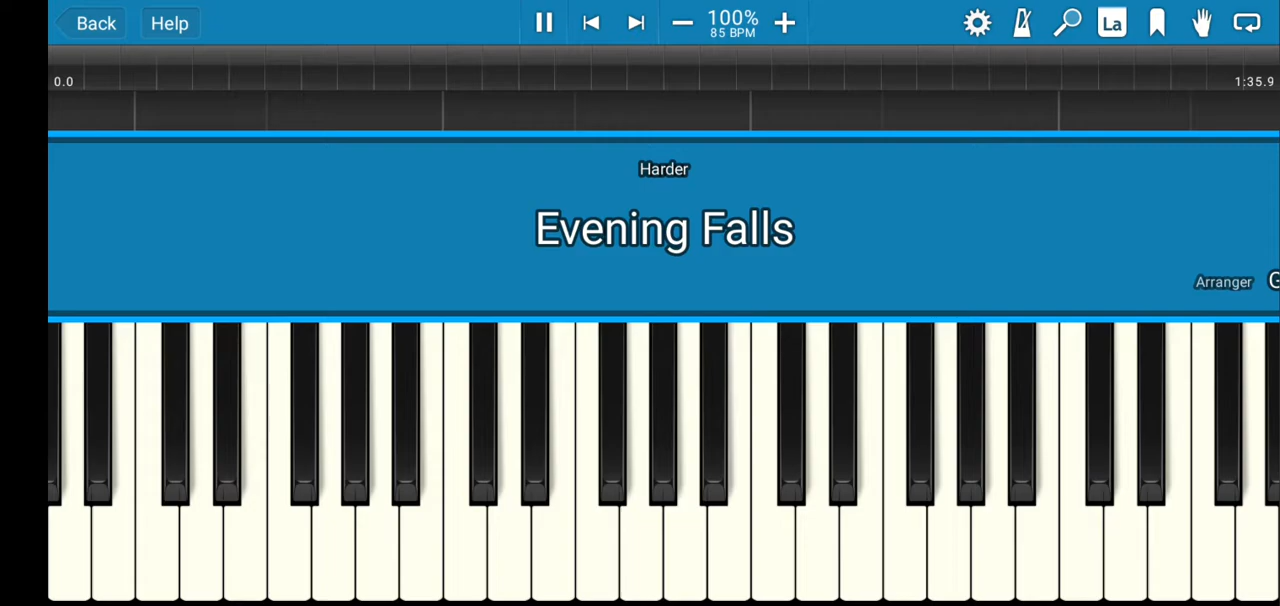 Back Help 100% La
85 BPM
0.0 1:35.9
Harder
Evening Falls
Arranger